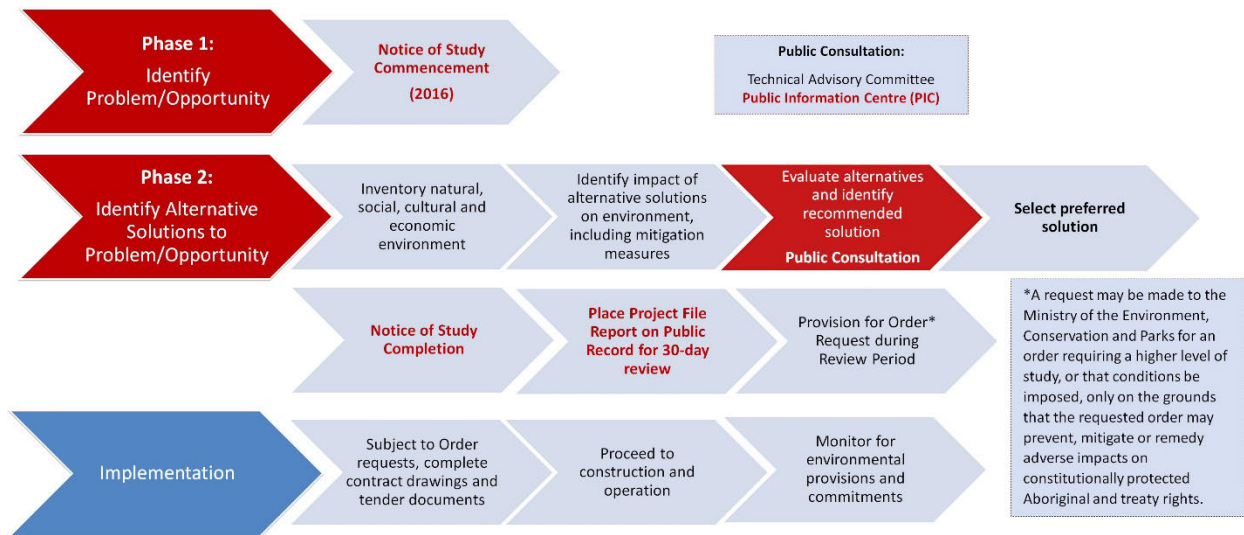 Phase 1:
Identify
Problem/Opportunity
Notice of Study
Commencement
(2016)
Public Consultation:
Technical Advisory Committee
Public Information Centre (PIC)
Phase 2:
Identify Alternative
Solutions to
Problem/Opportunity
Inventory natural,
social, cultural and
economic
environment
Identify impact of
alternative solutions
on environment,
including mitigation
measures
Evaluate alternatives
and identify
recommended
solution
Public Consultation
Select preferred
solution
Notice of Study
Completion
Place Project File
Report on Public
Record for 30-day
review
Provision for Order*
Request during
Review Period
*A request may be made to the
Ministry of the Environment,
Conservation and Parks for an
order requiring a higher level of
study, or that conditions be
imposed, only on the grounds
that the requested order may
prevent, mitigate or remedy
adverse impacts on
constitutionally protected
Aboriginal and treaty rights.
Implementation
Subject to Order
requests, complete
contract drawings and
tender documents
Proceed to
construction and
operation
Monitor for
environmental
provisions and
commitments